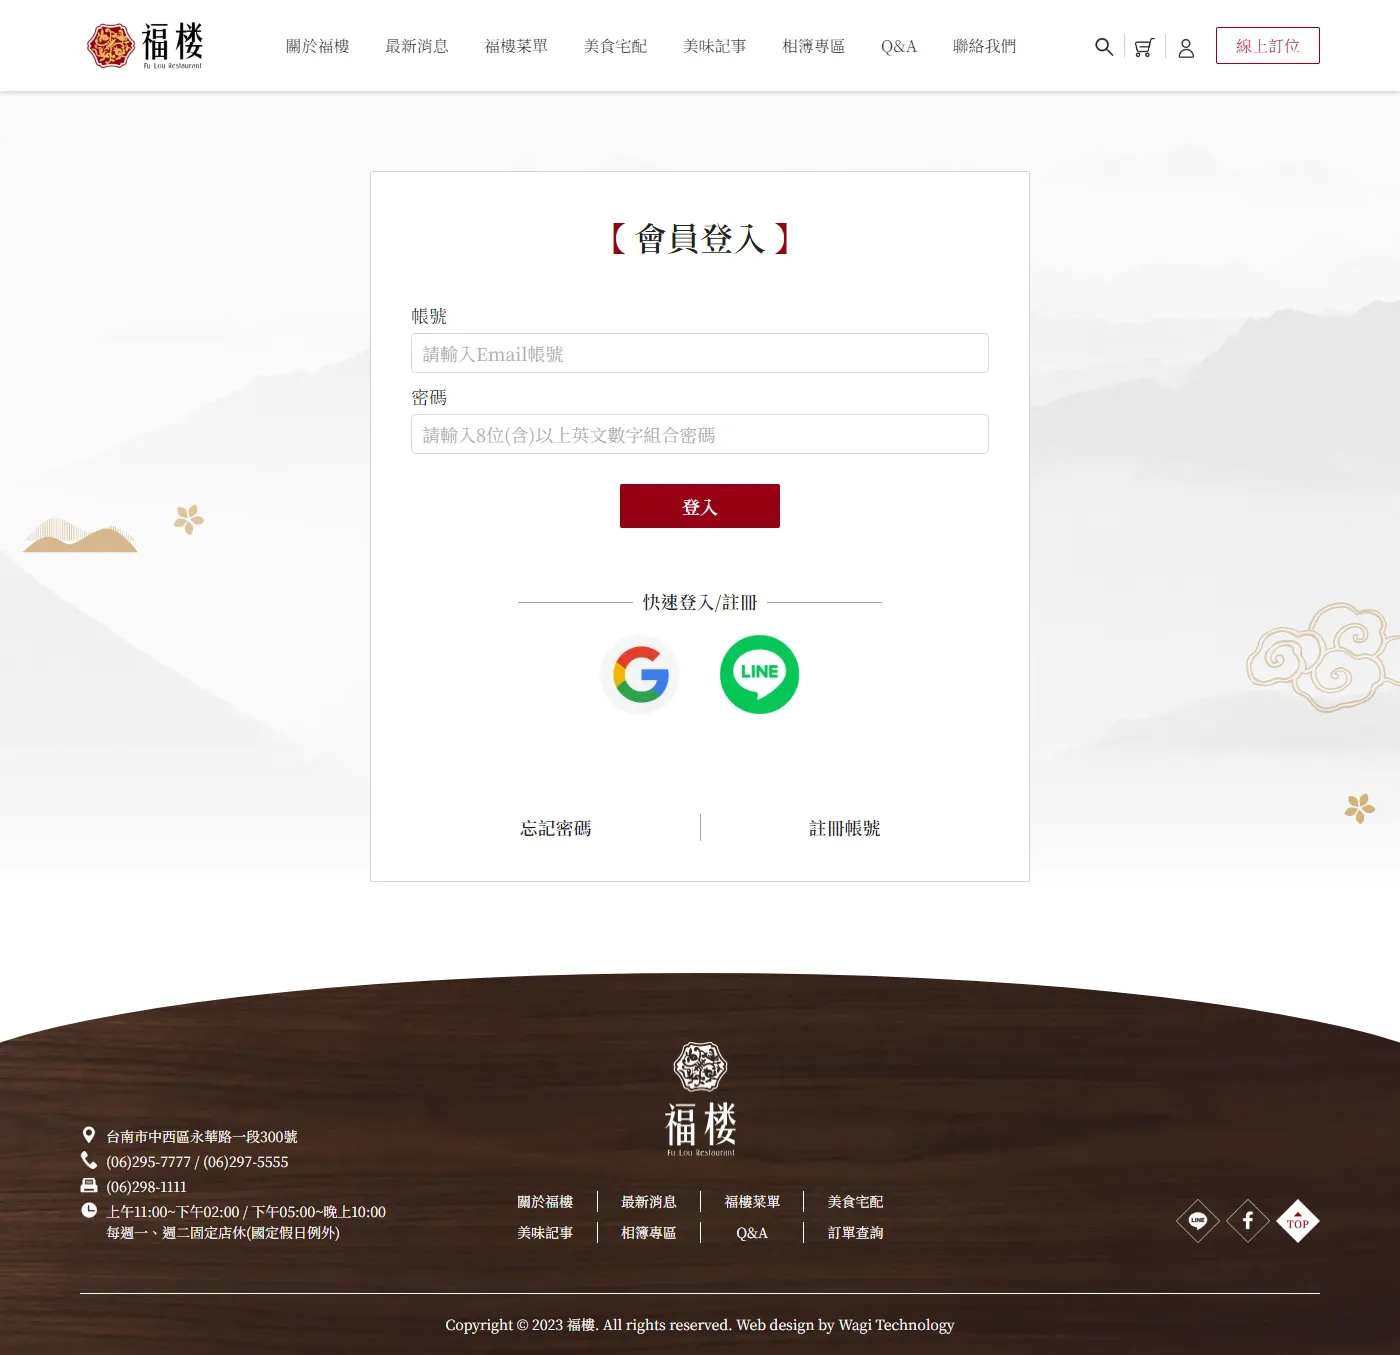 福楼
Fu Lou Restaurant
關於福樓
最新消息
福樓菜單
美食宅配
美味記事
相簿專區
Q&A
聯絡我們
線上訂位
【會員登入】
帳號
請輸入Email帳號
密碼
請輸入8位(含)以上英文數字組合密碼
登入
快速登入/註冊
LINE
忘記密碼
註冊帳號
福楼
Fu Lou Restaurant
台南市中西區永華路一段300號
(06)295-7777 / (06)297-5555
(06)298-1111
上午11:00~下午02:00 / 下午05:00~晚上10:00
每週一、週二固定店休(國定假日例外)
關於福樓
最新消息
福樓菜單
美食宅配
美味記事
相簿專區
Q&A
訂單查詢
LINE
TOP
Copyright © 2023 福樓. All rights reserved. Web design by Wagi Technology